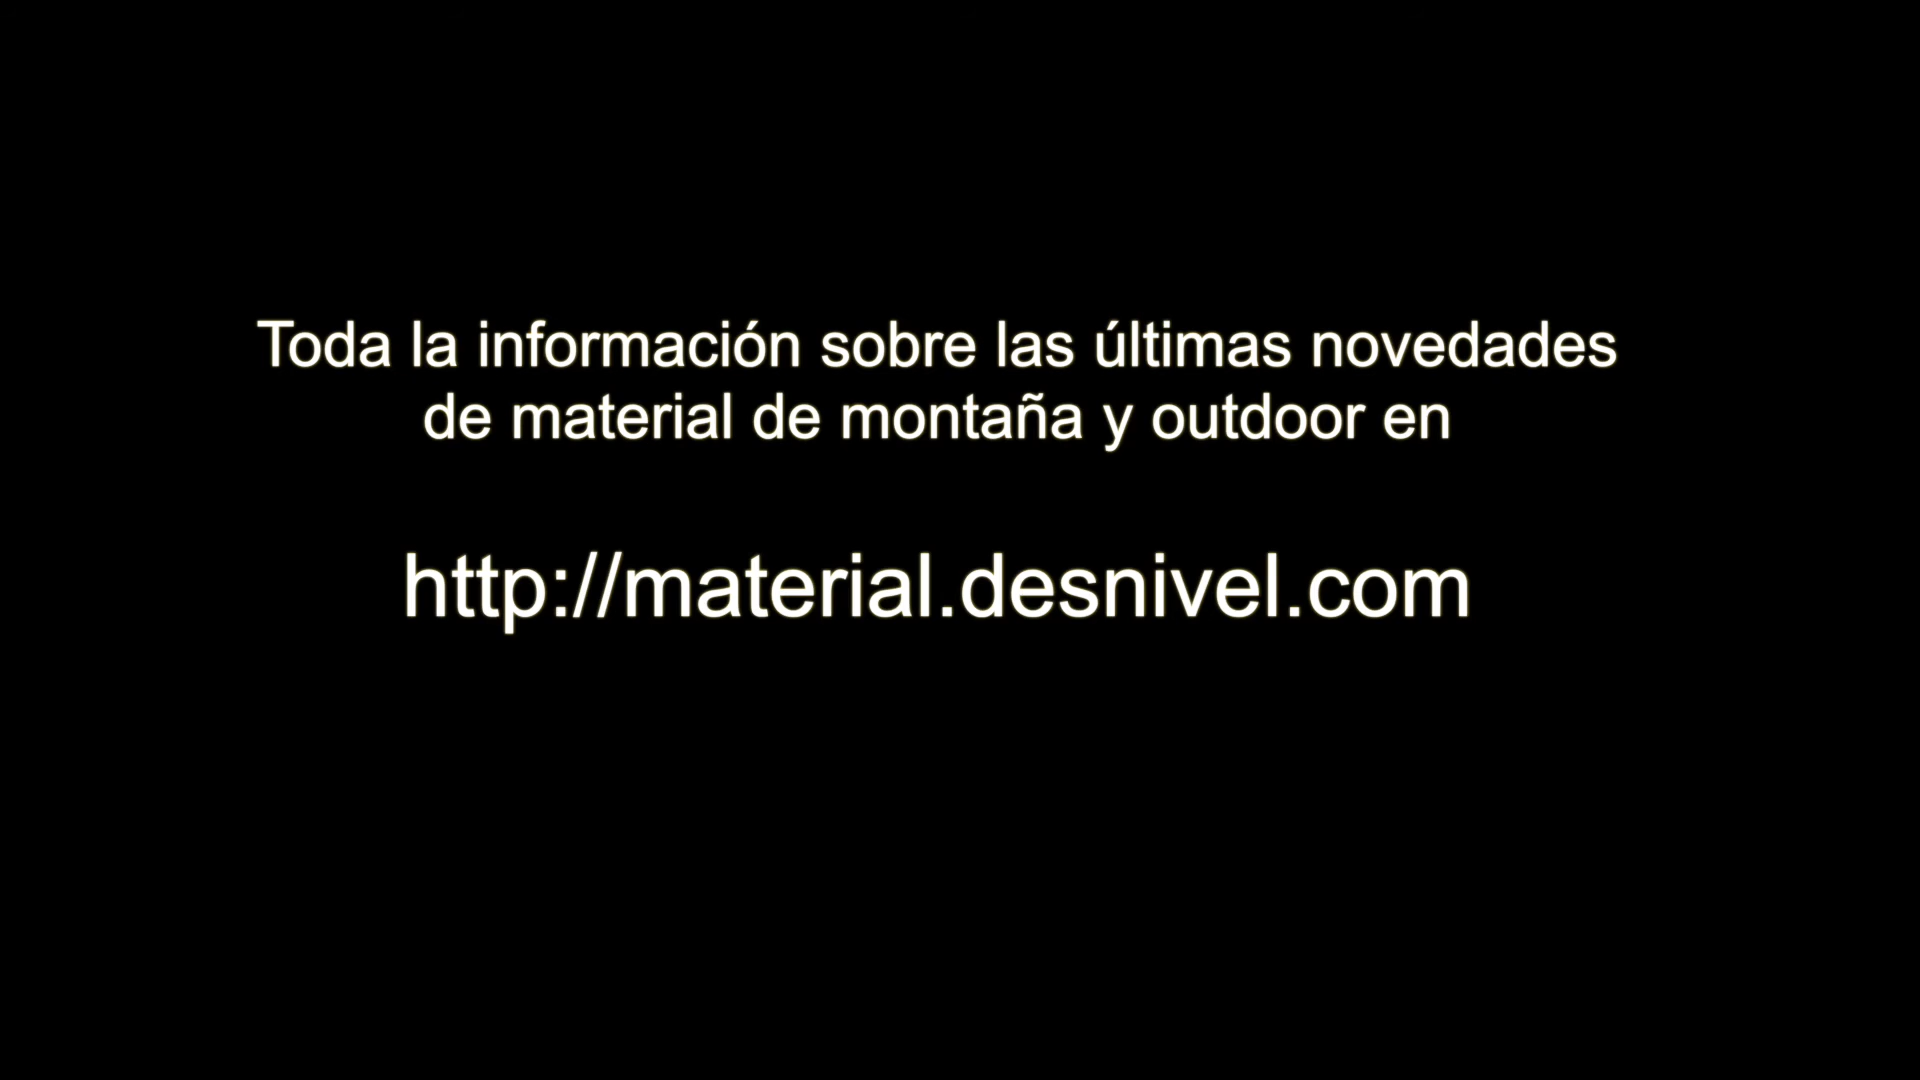 Toda la información sobre las últimas novedades
de material de montaña y outdoor en
http://material.desnivel.com